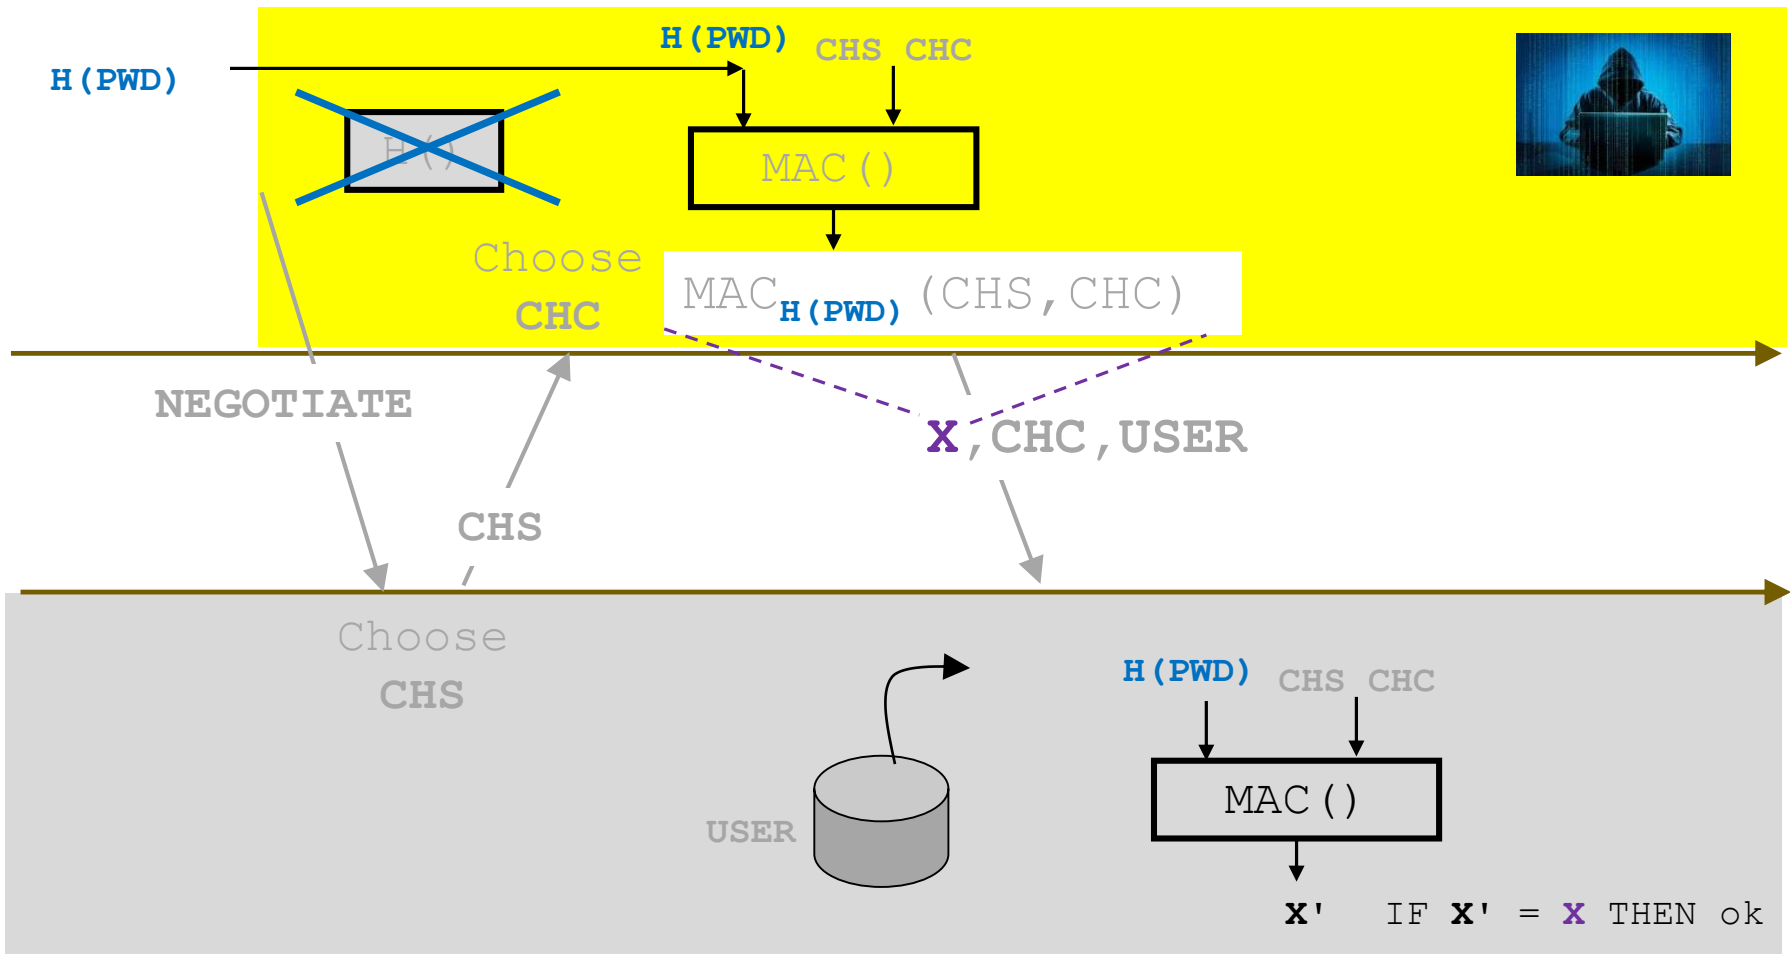 H(PWD)
H(PWD) CHS CHC
H()
MAC()
Choose
CHC
MAC H(PWD) (CHS,CHC)
NEGOTIATE
X,CHC,USER
CHS
Choose
CHS
H(PWD) CHS CHC
MAC()
USER
X' IF X' = X THEN ok